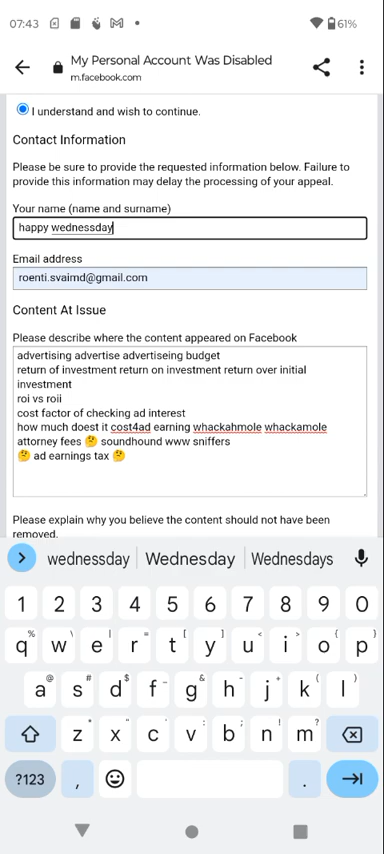 07:43
61%
My Personal Account Was Disabled
m.facebook.com
I understand and wish to continue.
Contact Information
Please be sure to provide the requested information below. Failure to
provide this information may delay the processing of your appeal.
Your name (name and surname)
happy wednessday
Email address
roenti.svaimd@gmail.com
Content At Issue
Please describe where the content appeared on Facebook
advertising advertise advertiseing budget
return of investment return on investment return over initial
investment
roi vs roii
cost factor of checking ad interest
how much doest it cost4ad earning whackahmole whackamole
attorney fees 🤔 soundhound www sniffers
🤔 ad earnings tax 🤔
Please explain why you believe the content should not have been
removed.
wednessday Wednesday Wednesdays
1 2 3 4 5 6 7 8 9 0
q % w \ e | r = t [ y ] u < i > o { p }
a @ s # d $ f _ g & h - j + k ( l )
z * x " c ' v : b ; n ! m ?
?123 , .